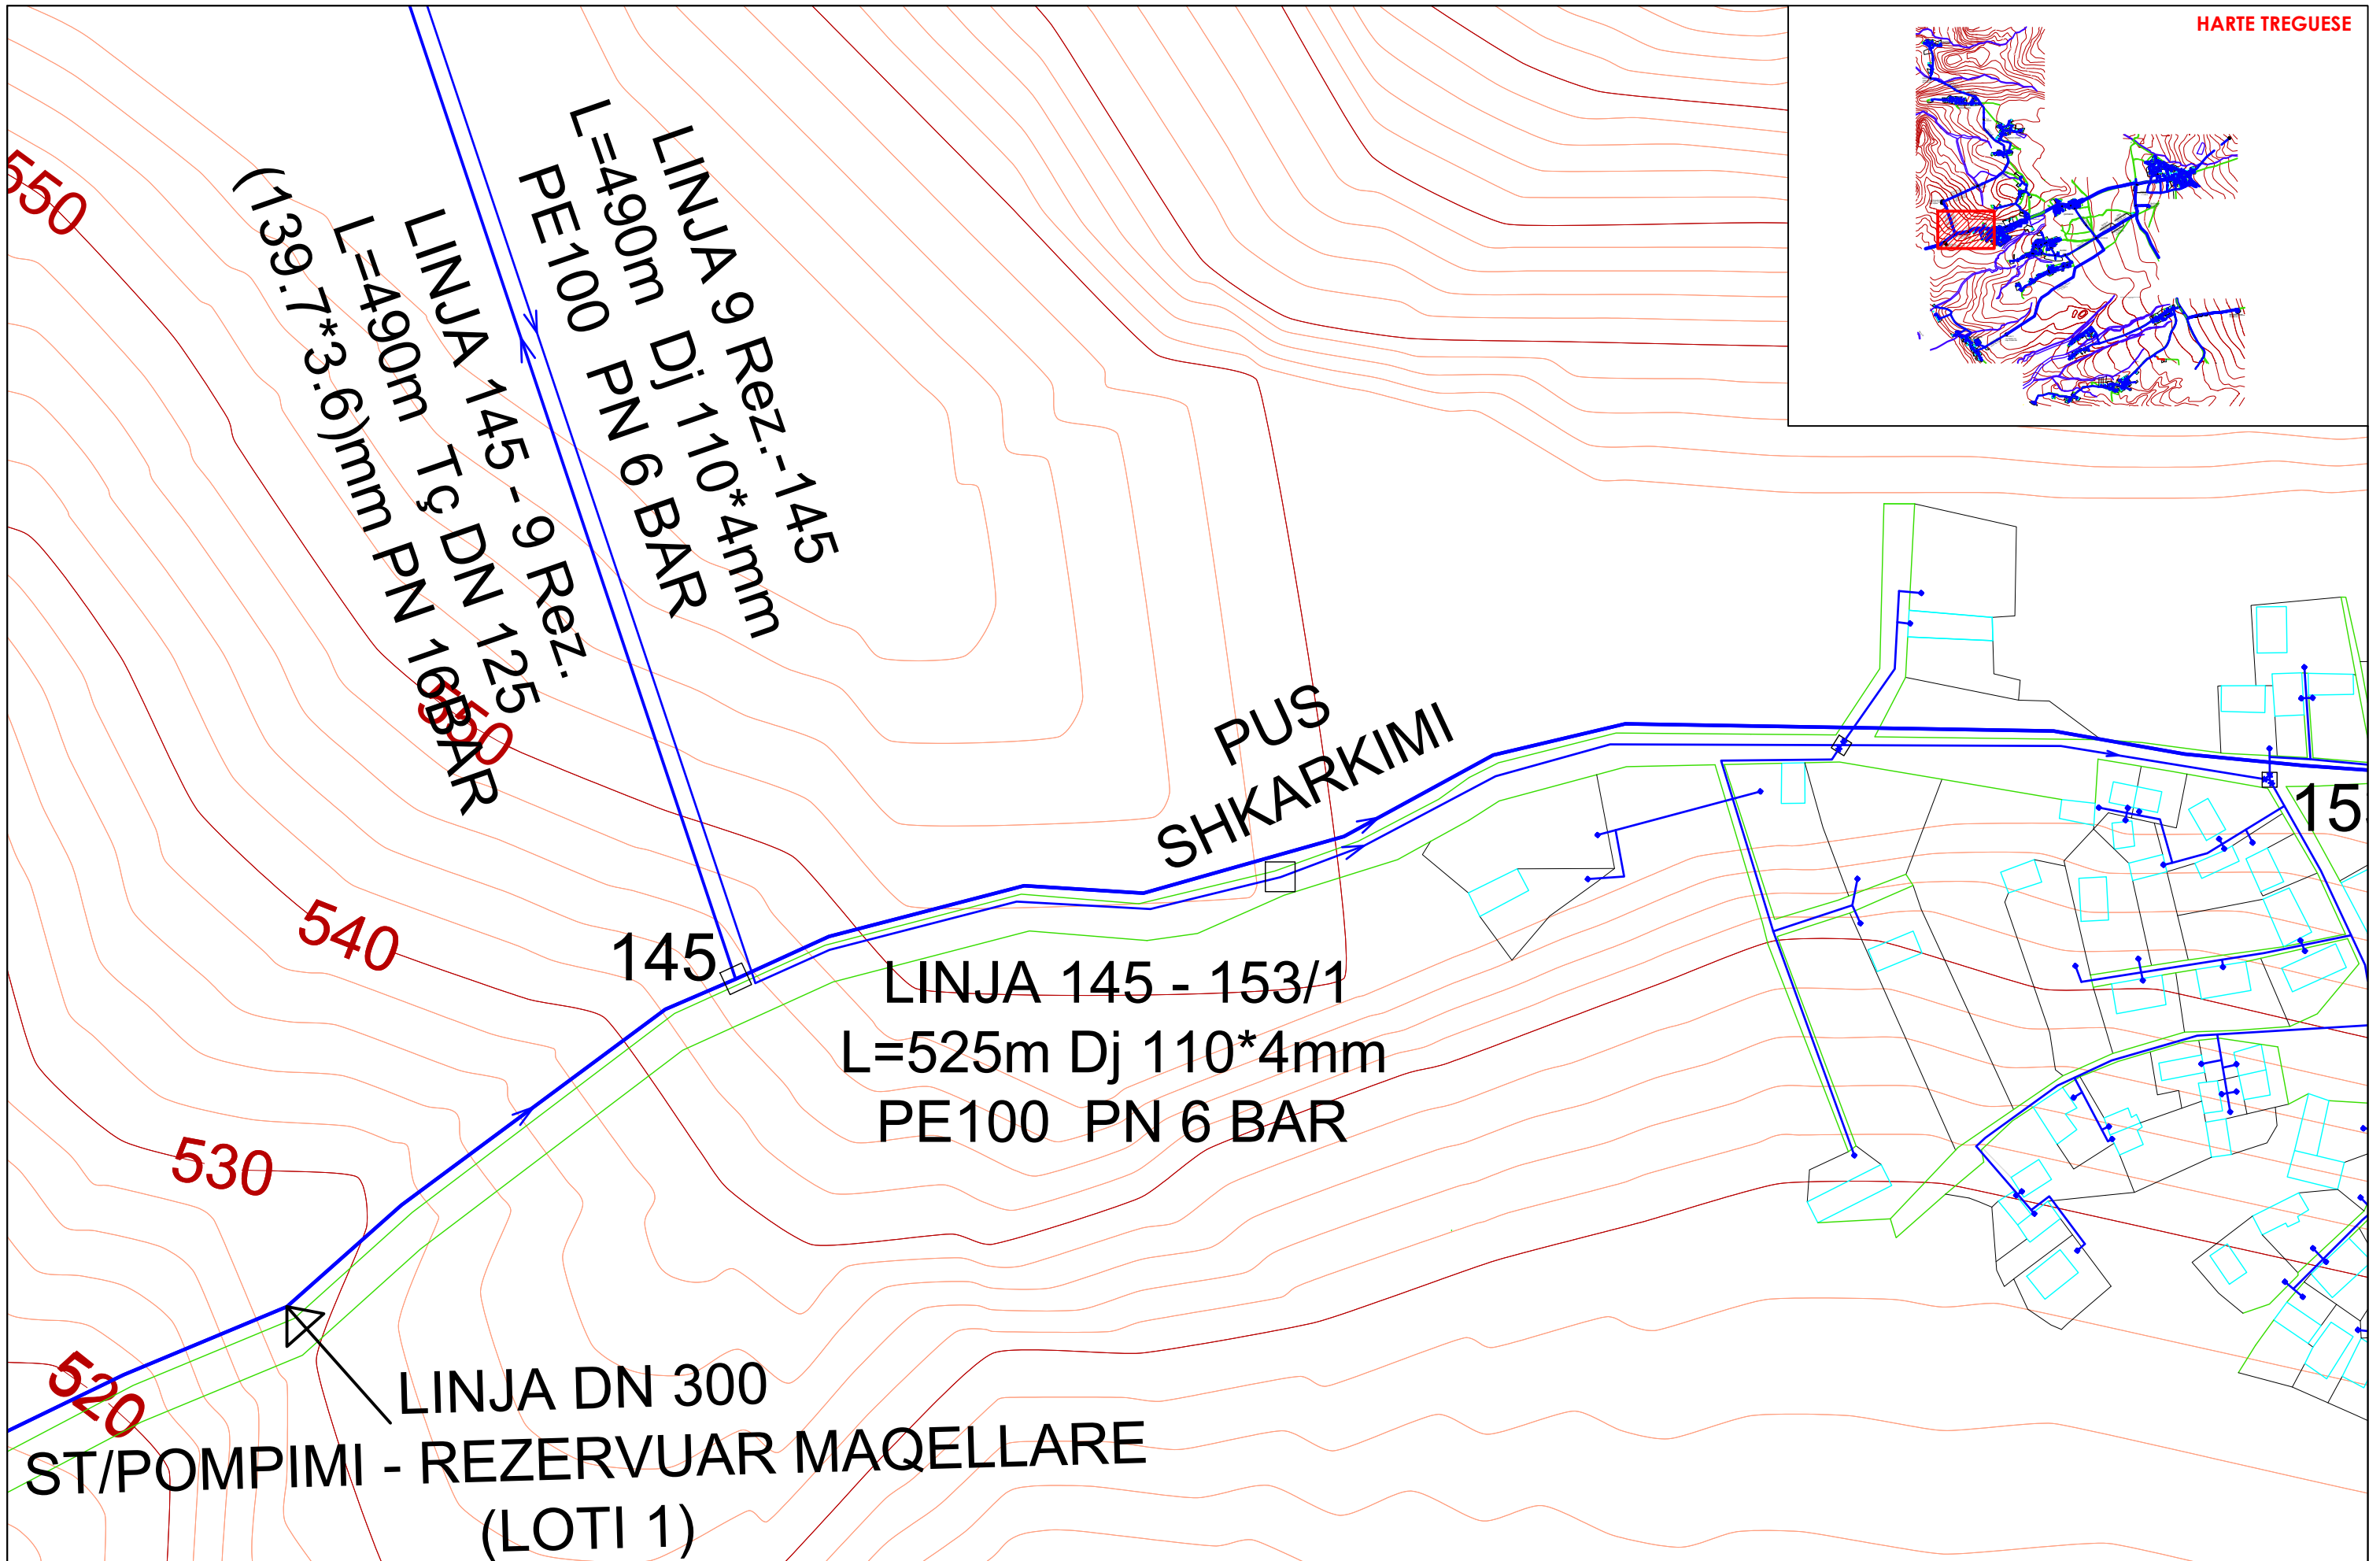 HARTE TREGUESE
550
LINJA 9 Rez.-145
L=490m Dj 110*4mm
PE100 PN 6 BAR
LINJA 145 - 9 Rez.
L=490m Tç DN 125
(139.7*3.6)mm PN 16BAR
550
PUS
SHKARKIMI
540
145
LINJA 145 - 153/1
L=525m Dj 110*4mm
PE100 PN 6 BAR
530
520
LINJA DN 300
ST/POMPIMI - REZERVUAR MAQELLARE
(LOTI 1)